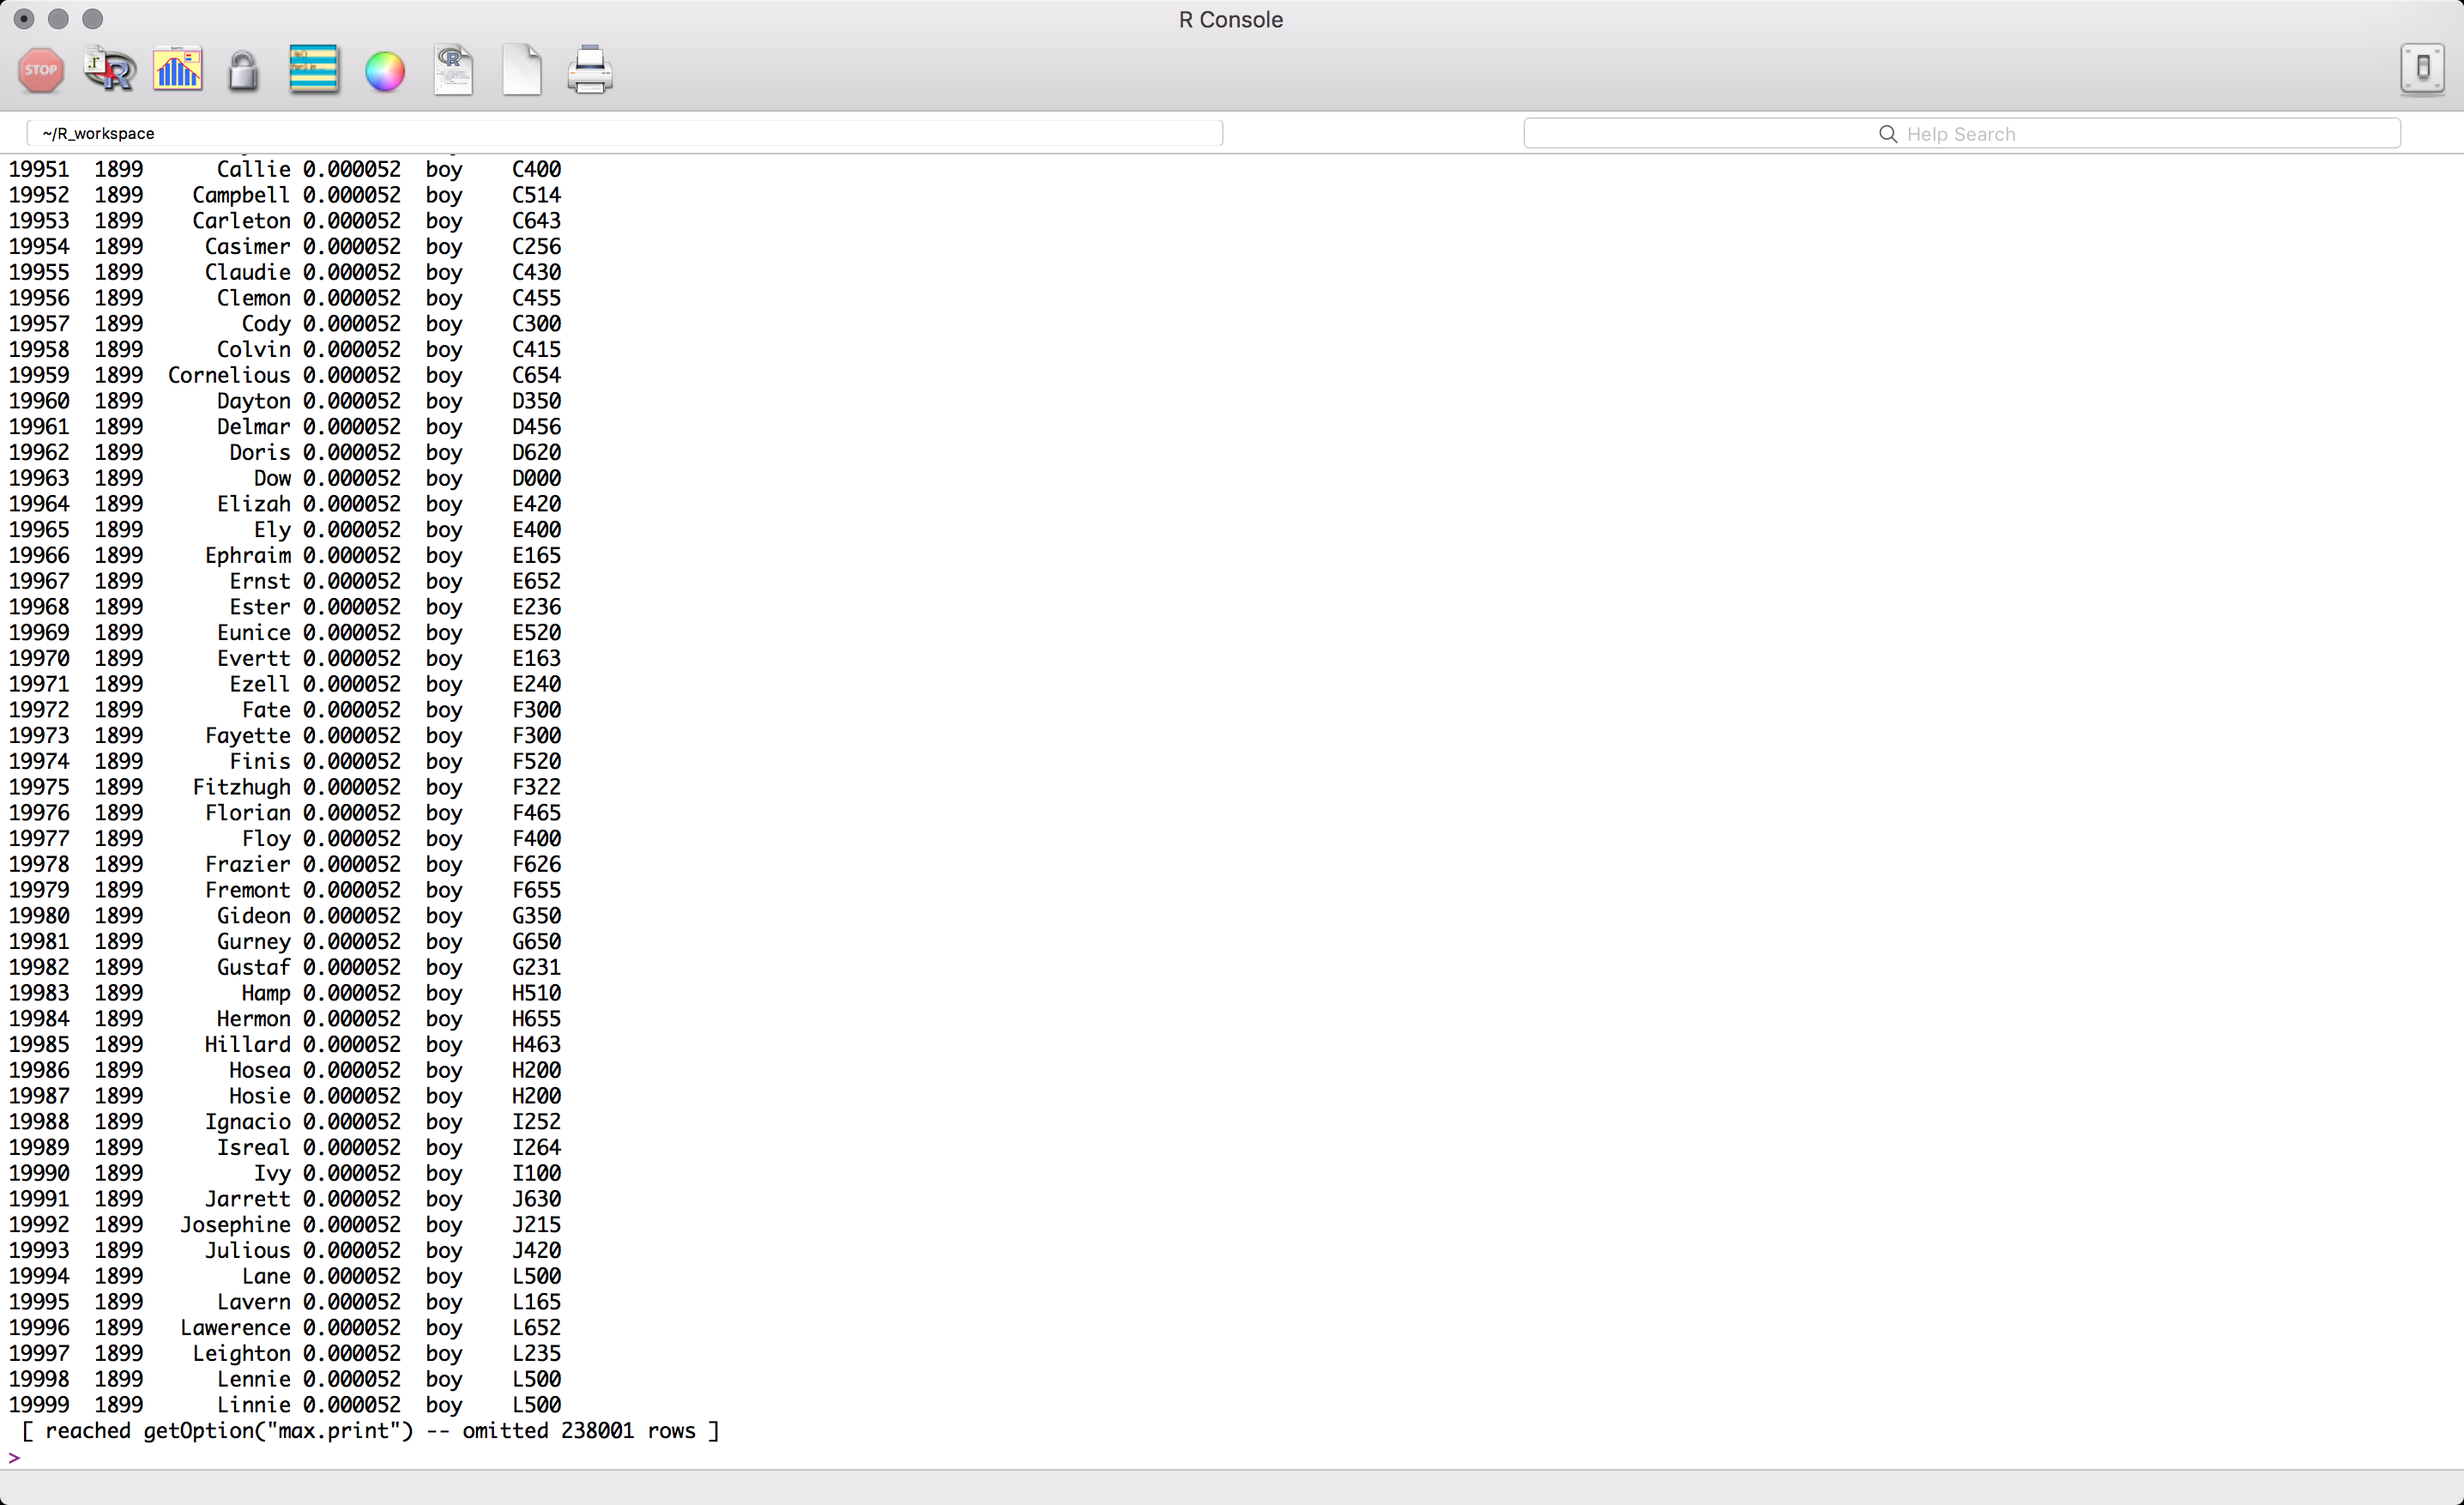 R Console
STOP
~/R_workspace
Help Search
19951  1899      Callie 0.000052  boy    C400
19952  1899    Campbell 0.000052  boy    C514
19953  1899    Carleton 0.000052  boy    C643
19954  1899     Casimer 0.000052  boy    C256
19955  1899     Claudie 0.000052  boy    C430
19956  1899      Clemon 0.000052  boy    C455
19957  1899        Cody 0.000052  boy    C300
19958  1899      Colvin 0.000052  boy    C415
19959  1899  Cornelious 0.000052  boy    C654
19960  1899      Dayton 0.000052  boy    D350
19961  1899      Delmar 0.000052  boy    D456
19962  1899       Doris 0.000052  boy    D620
19963  1899         Dow 0.000052  boy    D000
19964  1899      Elizah 0.000052  boy    E420
19965  1899         Ely 0.000052  boy    E400
19966  1899     Ephraim 0.000052  boy    E165
19967  1899       Ernst 0.000052  boy    E652
19968  1899       Ester 0.000052  boy    E236
19969  1899      Eunice 0.000052  boy    E520
19970  1899      Evertt 0.000052  boy    E163
19971  1899       Ezell 0.000052  boy    E240
19972  1899        Fate 0.000052  boy    F300
19973  1899     Fayette 0.000052  boy    F300
19974  1899       Finis 0.000052  boy    F520
19975  1899    Fitzhugh 0.000052  boy    F322
19976  1899     Florian 0.000052  boy    F465
19977  1899        Floy 0.000052  boy    F400
19978  1899     Frazier 0.000052  boy    F626
19979  1899     Fremont 0.000052  boy    F655
19980  1899      Gideon 0.000052  boy    G350
19981  1899      Gurney 0.000052  boy    G650
19982  1899      Gustaf 0.000052  boy    G231
19983  1899        Hamp 0.000052  boy    H510
19984  1899      Hermon 0.000052  boy    H655
19985  1899     Hillard 0.000052  boy    H463
19986  1899       Hosea 0.000052  boy    H200
19987  1899       Hosie 0.000052  boy    H200
19988  1899     Ignacio 0.000052  boy    I252
19989  1899      Isreal 0.000052  boy    I264
19990  1899         Ivy 0.000052  boy    I100
19991  1899     Jarrett 0.000052  boy    J630
19992  1899   Josephine 0.000052  boy    J215
19993  1899     Julious 0.000052  boy    J420
19994  1899        Lane 0.000052  boy    L500
19995  1899      Lavern 0.000052  boy    L165
19996  1899   Lawerence 0.000052  boy    L652
19997  1899    Leighton 0.000052  boy    L235
19998  1899      Lennie 0.000052  boy    L500
19999  1899      Linnie 0.000052  boy    L500
 [ reached getOption("max.print") -- omitted 238001 rows ]
>